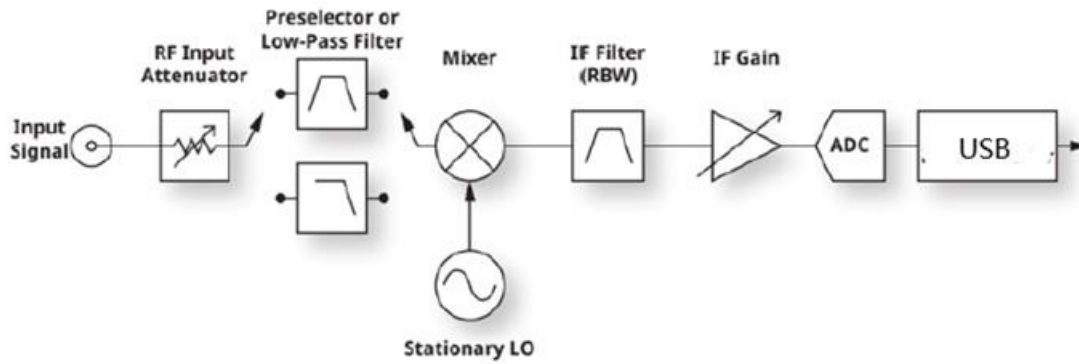 Preselector or
Low-Pass Filter
RF Input
Attenuator
Mixer
IF Filter
(RBW)
IF Gain
Input
Signal
ADC
USB
Stationary LO